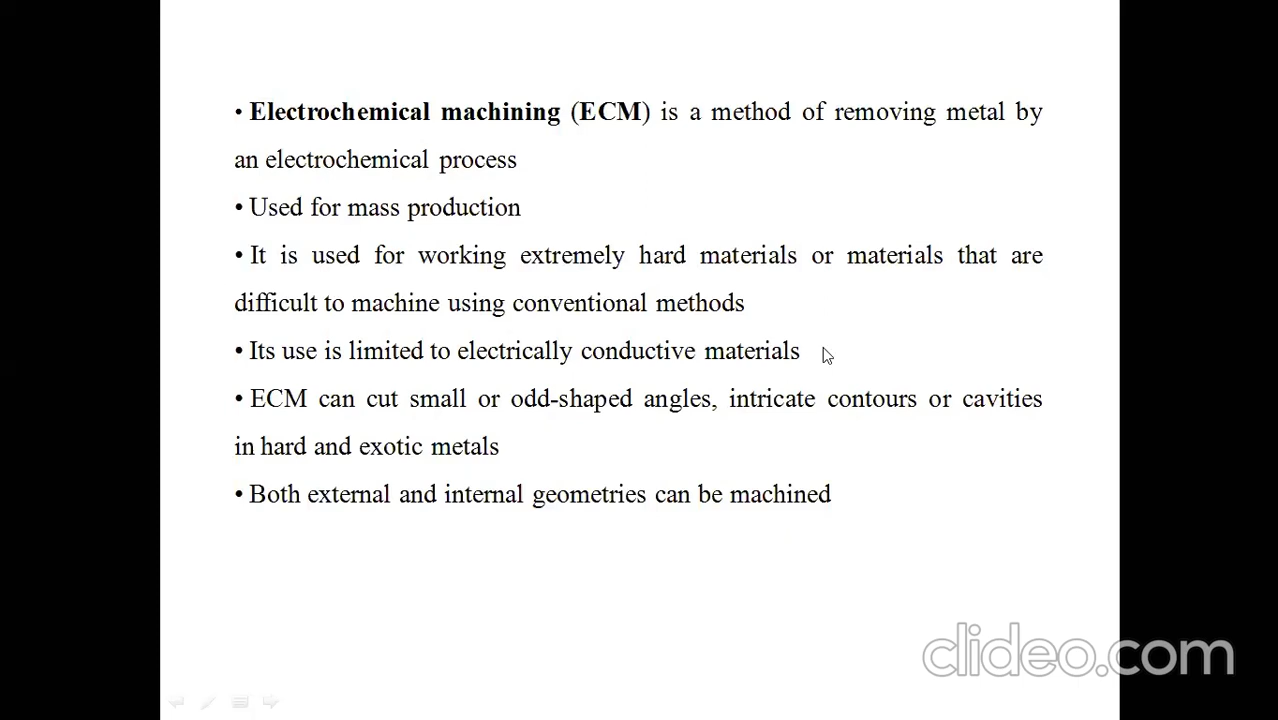 • Electrochemical machining (ECM) is a method of removing metal by
an electrochemical process
• Used for mass production
• It is used for working extremely hard materials or materials that are
difficult to machine using conventional methods
• Its use is limited to electrically conductive materials
• ECM can cut small or odd-shaped angles, intricate contours or cavities
in hard and exotic metals
• Both external and internal geometries can be machined
clideo.com